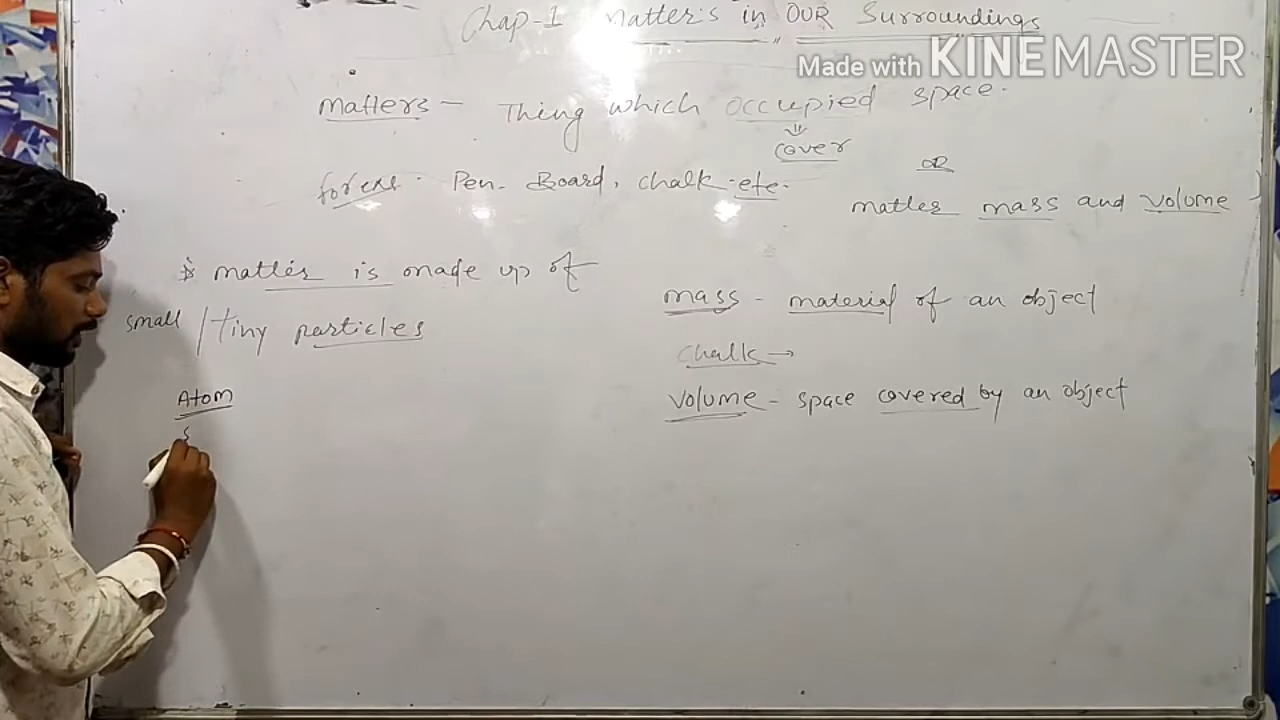 Chap-1 Matter's in OUR Surroundings
Made with KINEMASTER
matters - Thing which occupied space.
cover
for exa. Pen. Board, chalk.etc.
OR
matter mass and volume
matter is made up of
small / tiny particles
mass - material of an object
chalk →
volume - space covered by an object
Atom
s